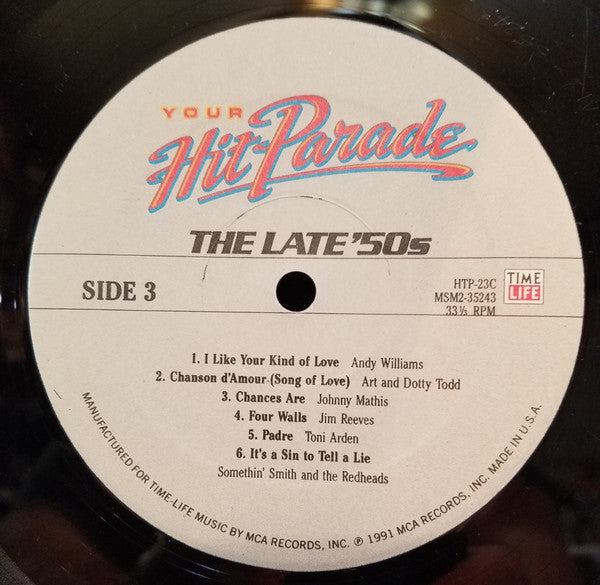 YOUR
Hit-Parade
THE LATE '50s
SIDE 3
HTP-23C
MSM2-35243
33⅓ RPM
TIME
LIFE
1. I Like Your Kind of Love Andy Williams
2. Chanson d'Amour (Song of Love) Art and Dotty Todd
3. Chances Are Johnny Mathis
4. Four Walls Jim Reeves
5. Padre Toni Arden
6. It's a Sin to Tell a Lie
Somethin' Smith and the Redheads
MANUFACTURED FOR TIME-LIFE MUSIC BY MCA RECORDS, INC. ℗ 1991 MCA RECORDS, INC. MADE IN U.S.A.